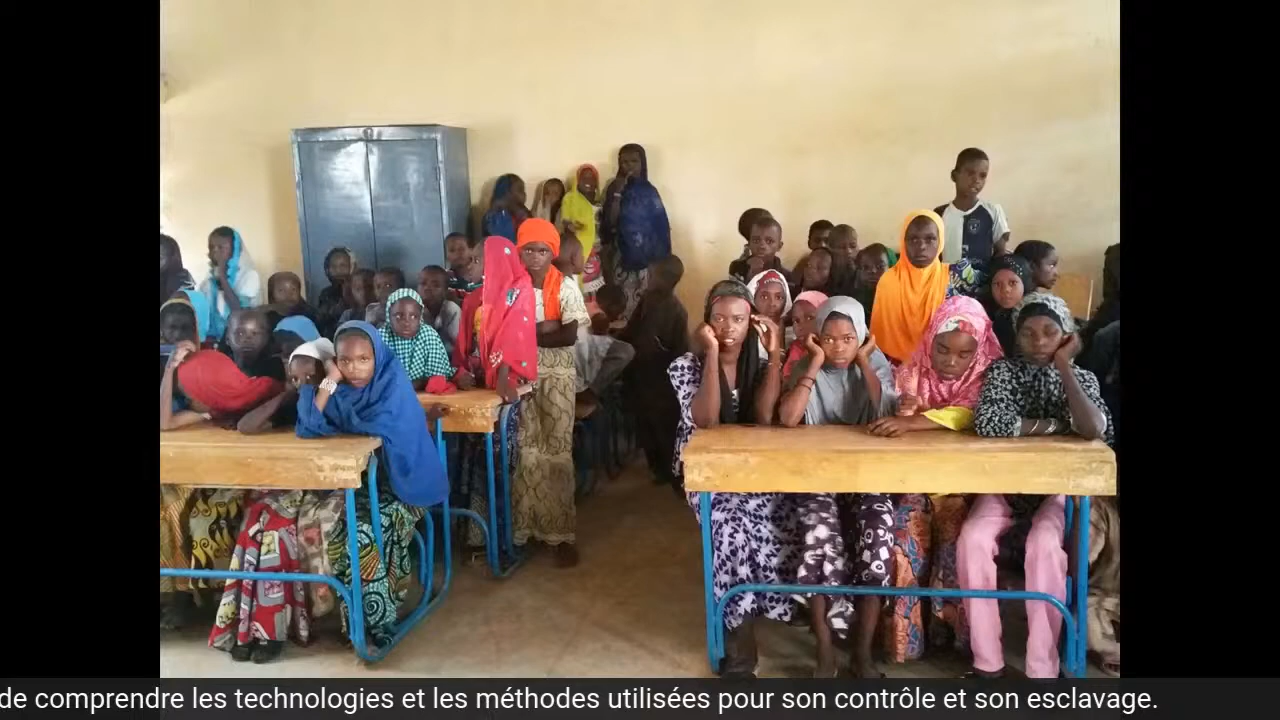 de comprendre les technologies et les méthodes utilisées pour son contrôle et son esclavage.